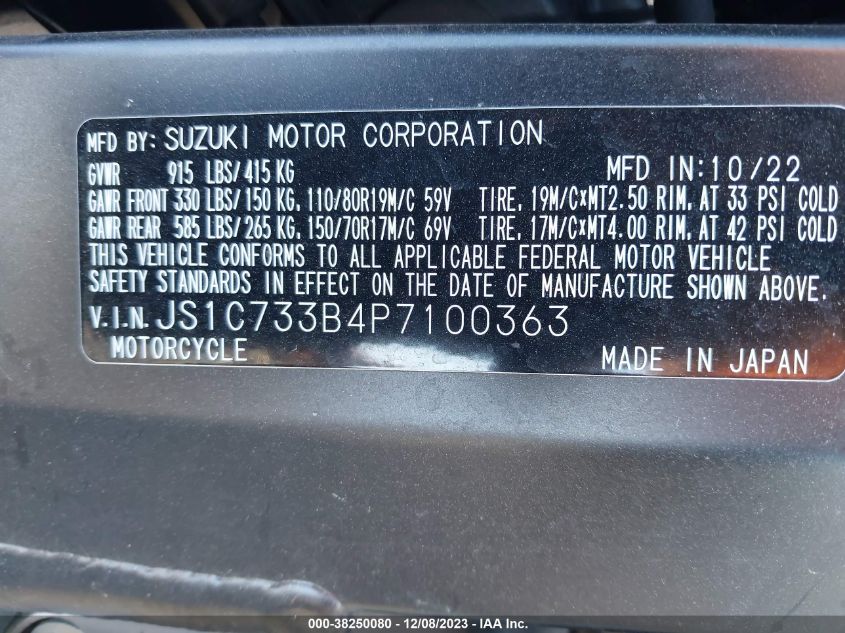 MFD BY: SUZUKI MOTOR CORPORATION
GVWR 915 LBS/415 KG MFD IN:10/22
GAWR FRONT 330 LBS/150 KG, 110/80R19M/C 59V TIRE, 19M/C×MT2.50 RIM, AT 33 PSI COLD
GAWR REAR 585 LBS/265 KG, 150/70R17M/C 69V TIRE, 17M/C×MT4.00 RIM, AT 42 PSI COLD
THIS VEHICLE CONFORMS TO ALL APPLICABLE FEDERAL MOTOR VEHICLE
SAFETY STANDARDS IN EFFECT ON THE DATE OF MANUFACTURE SHOWN ABOVE.
V.I.N. JS1C733B4P7100363
MOTORCYCLE MADE IN JAPAN
000-38250080 - 12/08/2023 - IAA Inc.